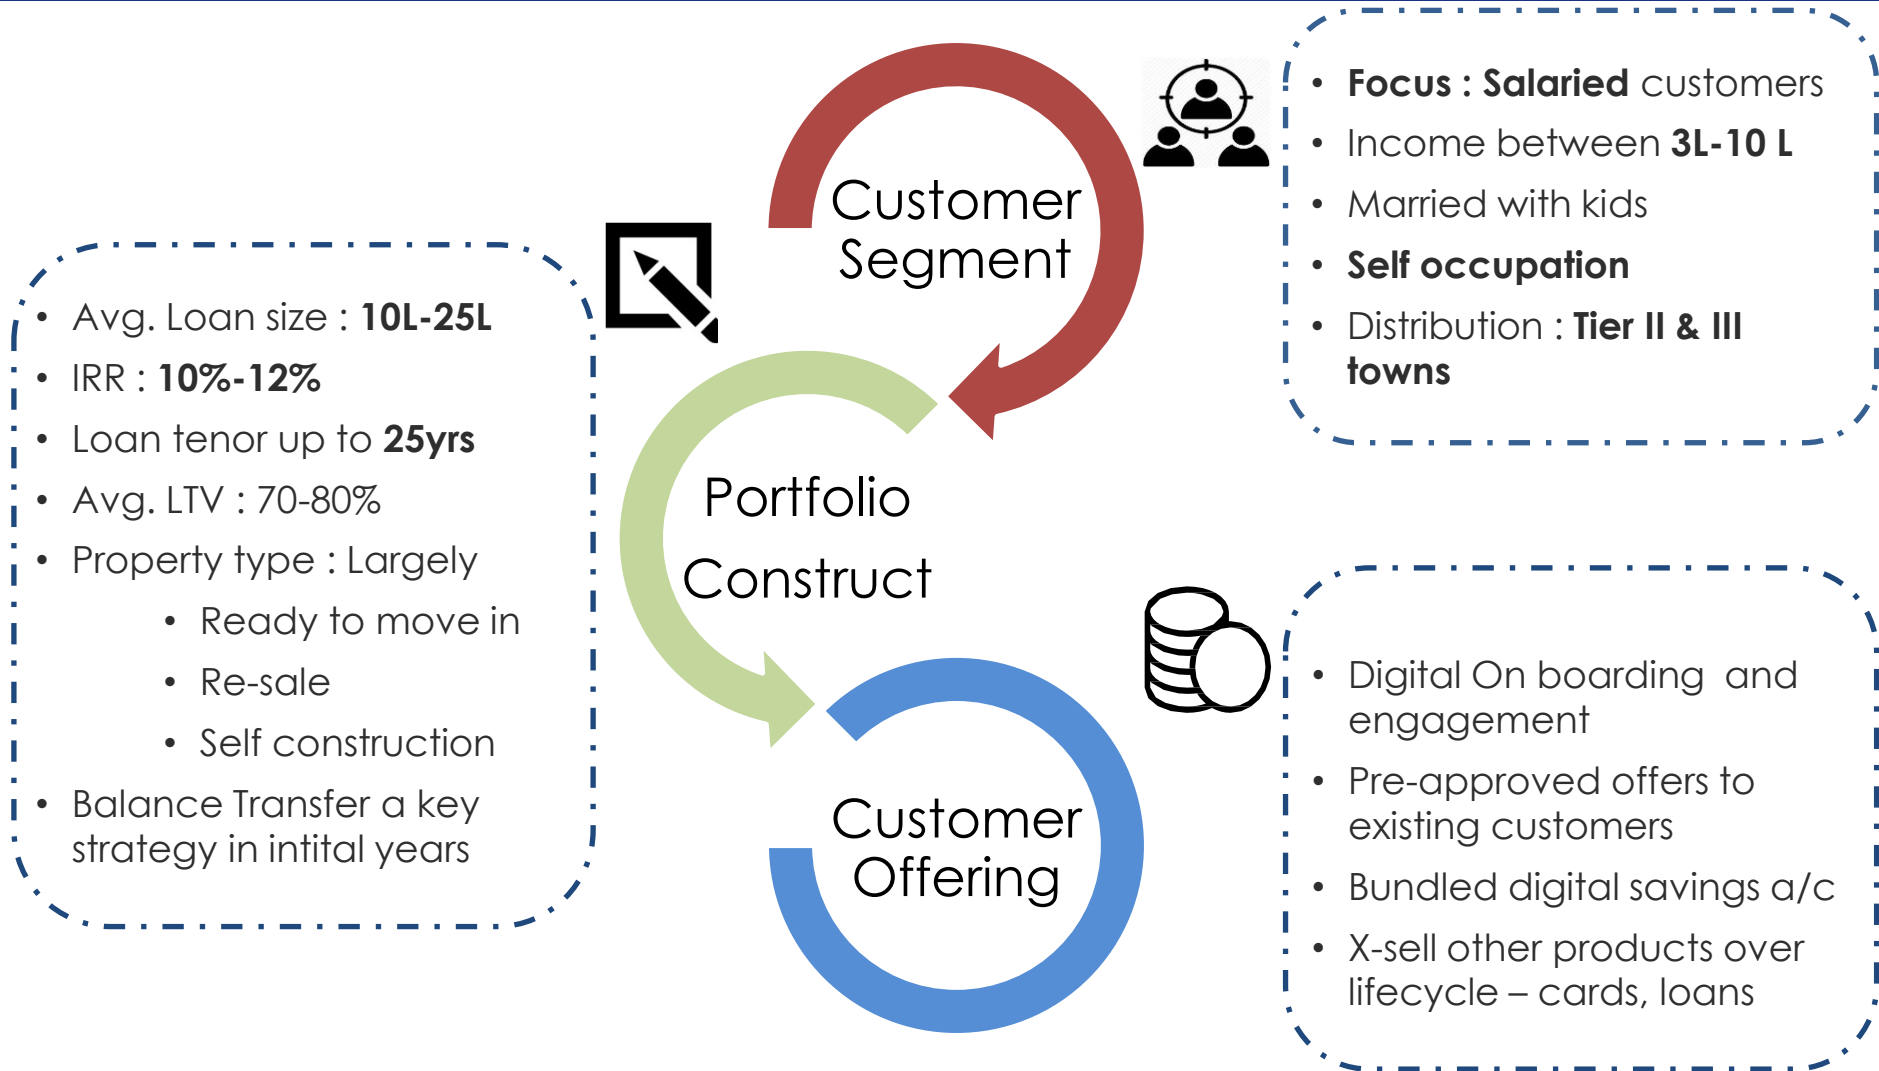 Customer
Segment
• Focus : Salaried customers
• Income between 3L-10 L
• Married with kids
• Self occupation
• Distribution : Tier II & III
towns
Portfolio
Construct
• Avg. Loan size : 10L-25L
• IRR : 10%-12%
• Loan tenor up to 25yrs
• Avg. LTV : 70-80%
• Property type : Largely
• Ready to move in
• Re-sale
• Self construction
• Balance Transfer a key
strategy in intital years
Customer
Offering
• Digital On boarding  and
engagement
• Pre-approved offers to
existing customers
• Bundled digital savings a/c
• X-sell other products over
lifecycle – cards, loans